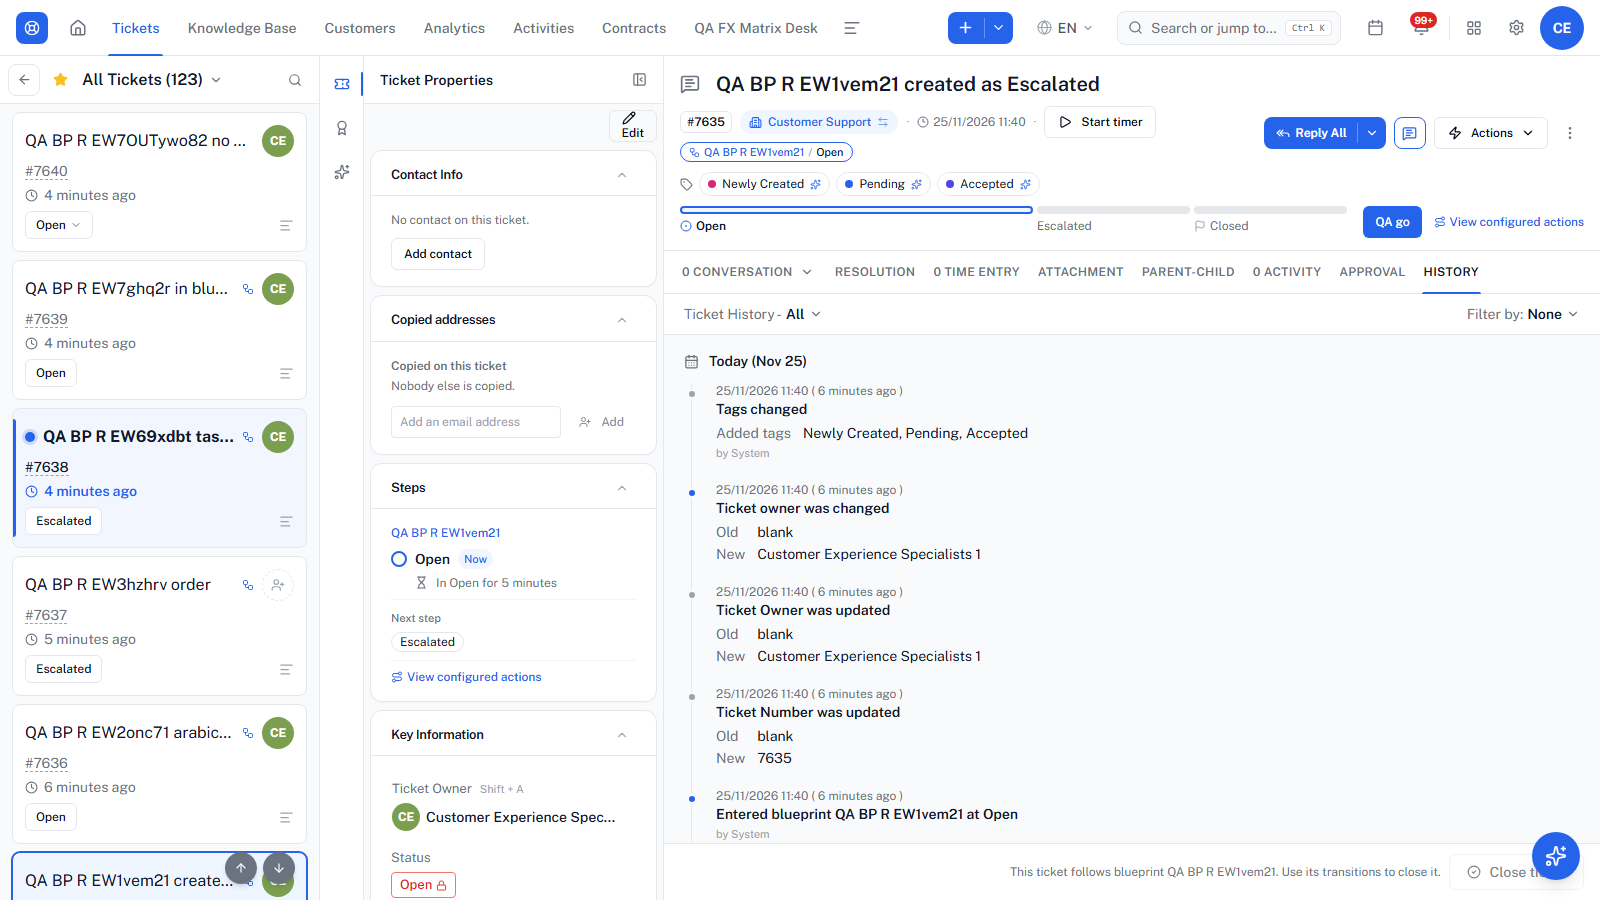 Tickets
Knowledge Base
Customers
Analytics
Activities
Contracts
QA FX Matrix Desk
EN
Search or jump to...
Ctrl K
99+
CE
All Tickets (123)
QA BP R EW7OUTywo82 no ...
CE
#7640
4 minutes ago
Open
QA BP R EW7ghq2r in blu...
CE
#7639
4 minutes ago
Open
QA BP R EW69xdbt tas...
CE
#7638
4 minutes ago
Escalated
QA BP R EW3hzhrv order
#7637
5 minutes ago
Escalated
QA BP R EW2onc71 arabic...
CE
#7636
6 minutes ago
Open
QA BP R EW1vem21 create...
Ticket Properties
Edit
Contact Info
No contact on this ticket.
Add contact
Copied addresses
Copied on this ticket
Nobody else is copied.
Add an email address
Add
Steps
QA BP R EW1vem21
Open Now
In Open for 5 minutes
Next step
Escalated
View configured actions
Key Information
Ticket Owner Shift + A
CE Customer Experience Spec...
Status
Open
QA BP R EW1vem21 created as Escalated
#7635
Customer Support
· 25/11/2026 11:40 ·
Start timer
Reply All
Actions
QA BP R EW1vem21 / Open
Newly Created
Pending
Accepted
Open
Escalated
Closed
QA go
View configured actions
0 CONVERSATION
RESOLUTION
0 TIME ENTRY
ATTACHMENT
PARENT-CHILD
0 ACTIVITY
APPROVAL
HISTORY
Ticket History - All
Filter by: None
Today (Nov 25)
25/11/2026 11:40 ( 6 minutes ago )
Tags changed
Added tags Newly Created, Pending, Accepted
by System
25/11/2026 11:40 ( 6 minutes ago )
Ticket owner was changed
Old blank
New Customer Experience Specialists 1
25/11/2026 11:40 ( 6 minutes ago )
Ticket Owner was updated
Old blank
New Customer Experience Specialists 1
25/11/2026 11:40 ( 6 minutes ago )
Ticket Number was updated
Old blank
New 7635
25/11/2026 11:40 ( 6 minutes ago )
Entered blueprint QA BP R EW1vem21 at Open
by System
This ticket follows blueprint QA BP R EW1vem21. Use its transitions to close it.
Close